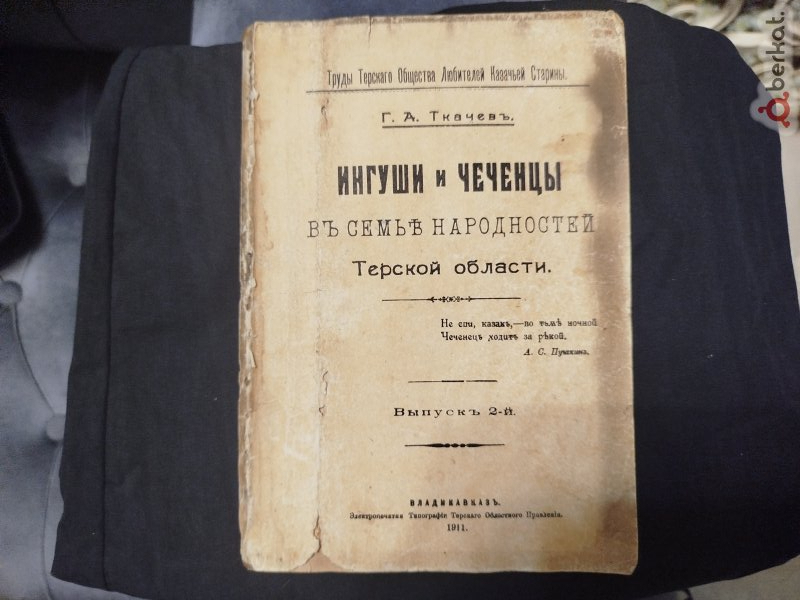 Труды Терскаго Общества Любителей Казачьей Старины.
Г. А. Ткачевъ.
ИНГУШИ и ЧЕЧЕНЦЫ
ВЪ СЕМЬѢ НАРОДНОСТЕЙ
Терской области.
Не спи, казакъ,—во тьмѣ ночной
Чеченецъ ходитъ за рѣкой.
А. С. Пушкинъ.
Выпускъ 2-й.
ВЛАДИКАВКАЗЪ.
Электропечатня Типографіи Терскаго Областного Правленія.
1911.
berkat.